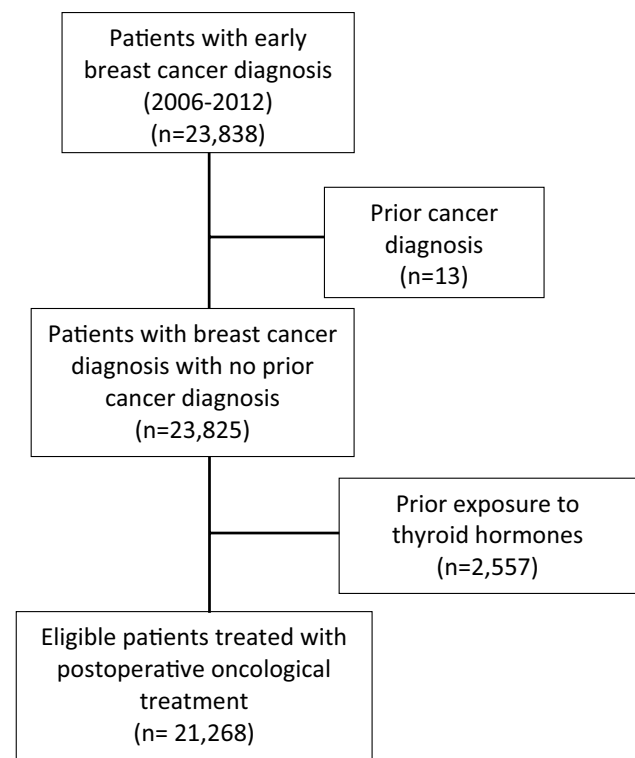 Patients with early
breast cancer diagnosis
(2006-2012)
(n=23,838)
Prior cancer
diagnosis
(n=13)
Patients with breast cancer
diagnosis with no prior
cancer diagnosis
(n=23,825)
Prior exposure to
thyroid hormones
(n=2,557)
Eligible patients treated with
postoperative oncological
treatment
(n= 21,268)